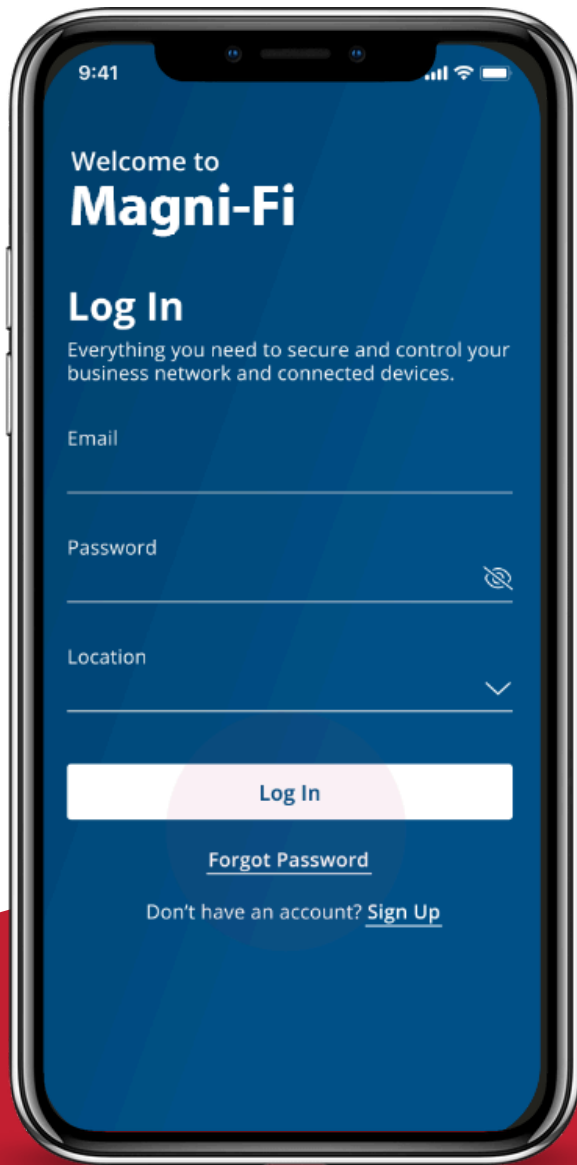 9:41
Welcome to
Magni-Fi
Log In
Everything you need to secure and control your
business network and connected devices.
Email
Password
Location
Log In
Forgot Password
Don't have an account? Sign Up